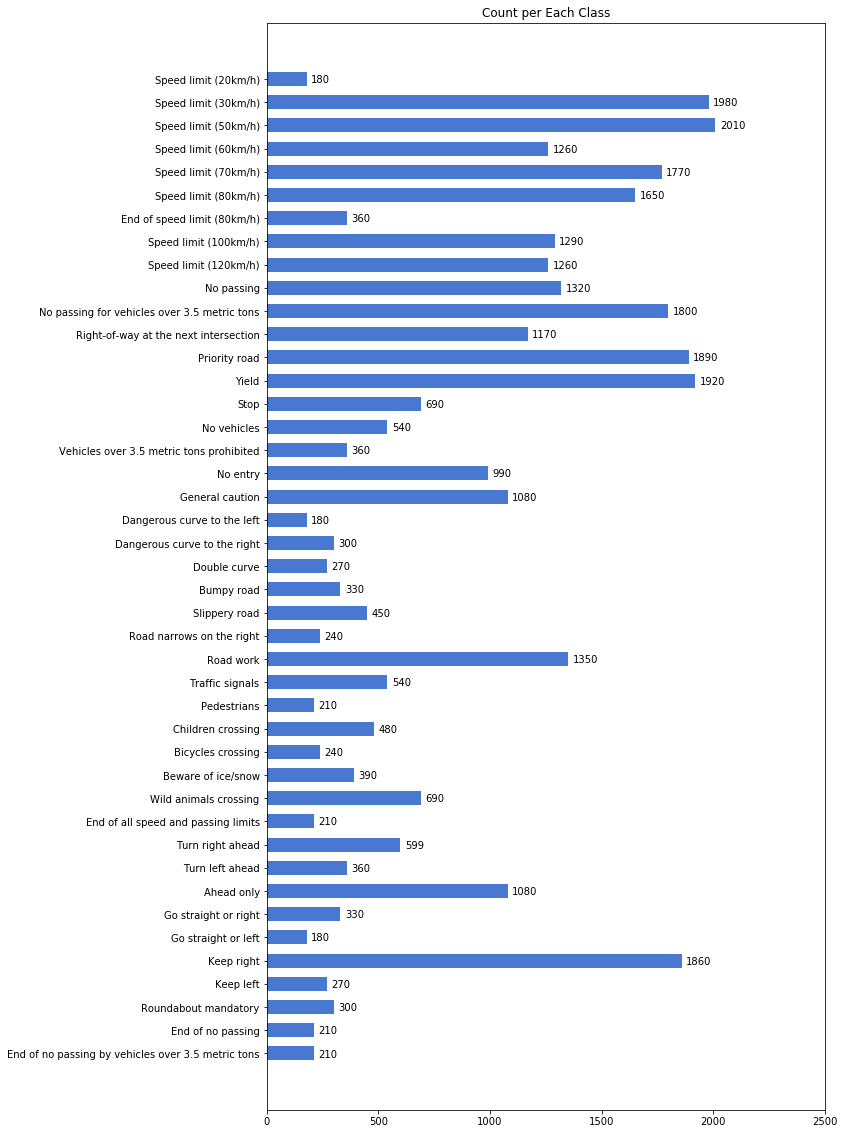 Count per Each Class
Speed limit (20km/h) 180
Speed limit (30km/h) 1980
Speed limit (50km/h) 2010
Speed limit (60km/h) 1260
Speed limit (70km/h) 1770
Speed limit (80km/h) 1650
End of speed limit (80km/h) 360
Speed limit (100km/h) 1290
Speed limit (120km/h) 1260
No passing 1320
No passing for vehicles over 3.5 metric tons 1800
Right-of-way at the next intersection 1170
Priority road 1890
Yield 1920
Stop 690
No vehicles 540
Vehicles over 3.5 metric tons prohibited 360
No entry 990
General caution 1080
Dangerous curve to the left 180
Dangerous curve to the right 300
Double curve 270
Bumpy road 330
Slippery road 450
Road narrows on the right 240
Road work 1350
Traffic signals 540
Pedestrians 210
Children crossing 480
Bicycles crossing 240
Beware of ice/snow 390
Wild animals crossing 690
End of all speed and passing limits 210
Turn right ahead 599
Turn left ahead 360
Ahead only 1080
Go straight or right 330
Go straight or left 180
Keep right 1860
Keep left 270
Roundabout mandatory 300
End of no passing 210
End of no passing by vehicles over 3.5 metric tons 210
0 500 1000 1500 2000 2500